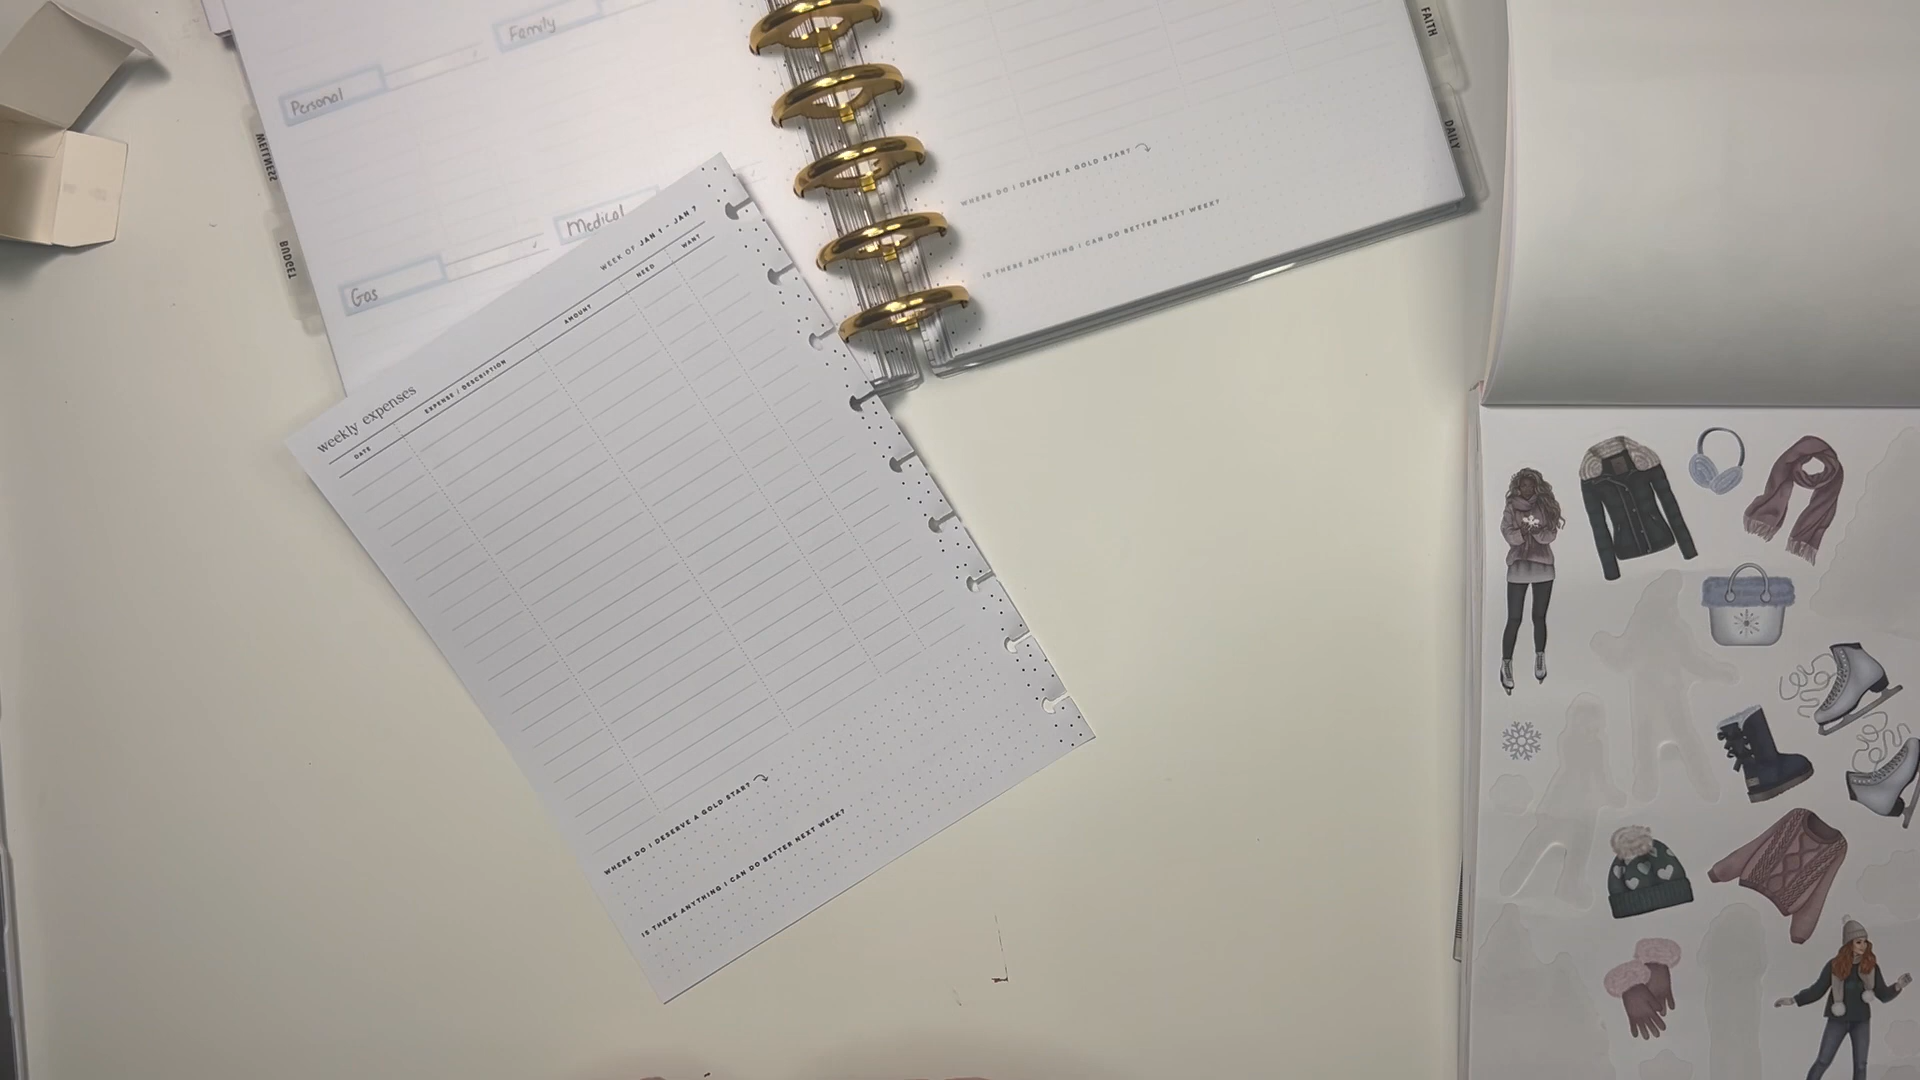 Family
Personal
Medical
Gas
WELLNESS
BUDGET
FAITH
DAILY
WHERE DO I DESERVE A GOLD START
IS THERE ANYTHING I CAN DO BETTER NEXT WEEK?
weekly expenses
WEEK OF JAN 1 - JAN 7
DATE
EXPENSE / DESCRIPTION
AMOUNT
NEED
WANT
WHERE DO I DESERVE A GOLD START
IS THERE ANYTHING I CAN DO BETTER NEXT WEEK?